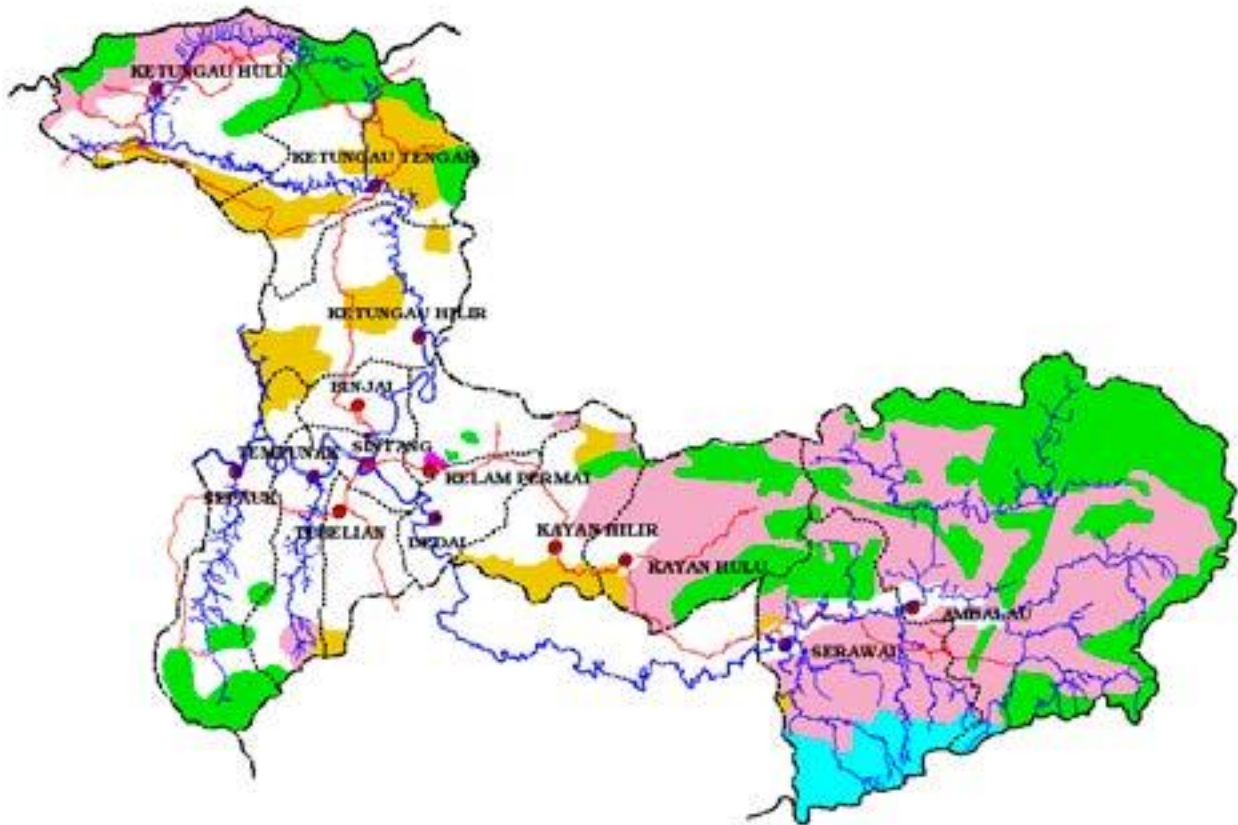 KETUNGAU HULU
KETUNGAU TENGAH
KETUNGAU HILIR
BINJAI
SINTANG
TEMPUNAK
KELAM PERMAI
SEPAUK
TEBELIAN
DEDAI
KAYAN HILIR
KAYAN HULU
AMBALAU
SERAWAI